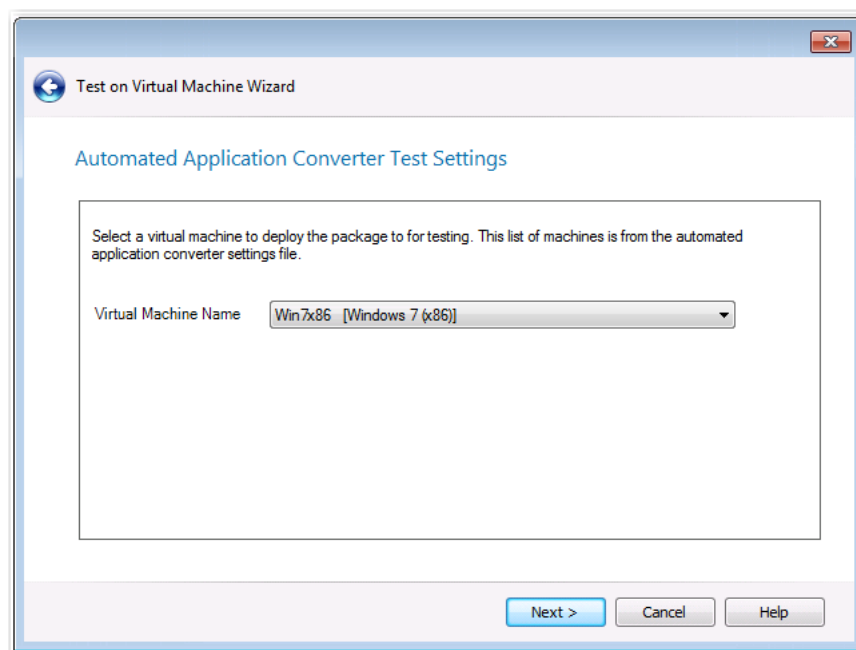 Test on Virtual Machine Wizard
Automated Application Converter Test Settings
Select a virtual machine to deploy the package to for testing. This list of machines is from the automated
application converter settings file.
Virtual Machine Name    Win7x86   [Windows 7 (x86)]
Next >    Cancel    Help